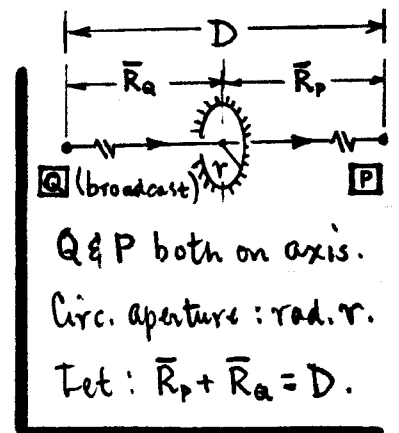 D
R̄Q R̄P
Q (broadcast) r P
Q & P both on axis.
Circ. aperture : rad. r.
Let : R̄P + R̄Q = D.